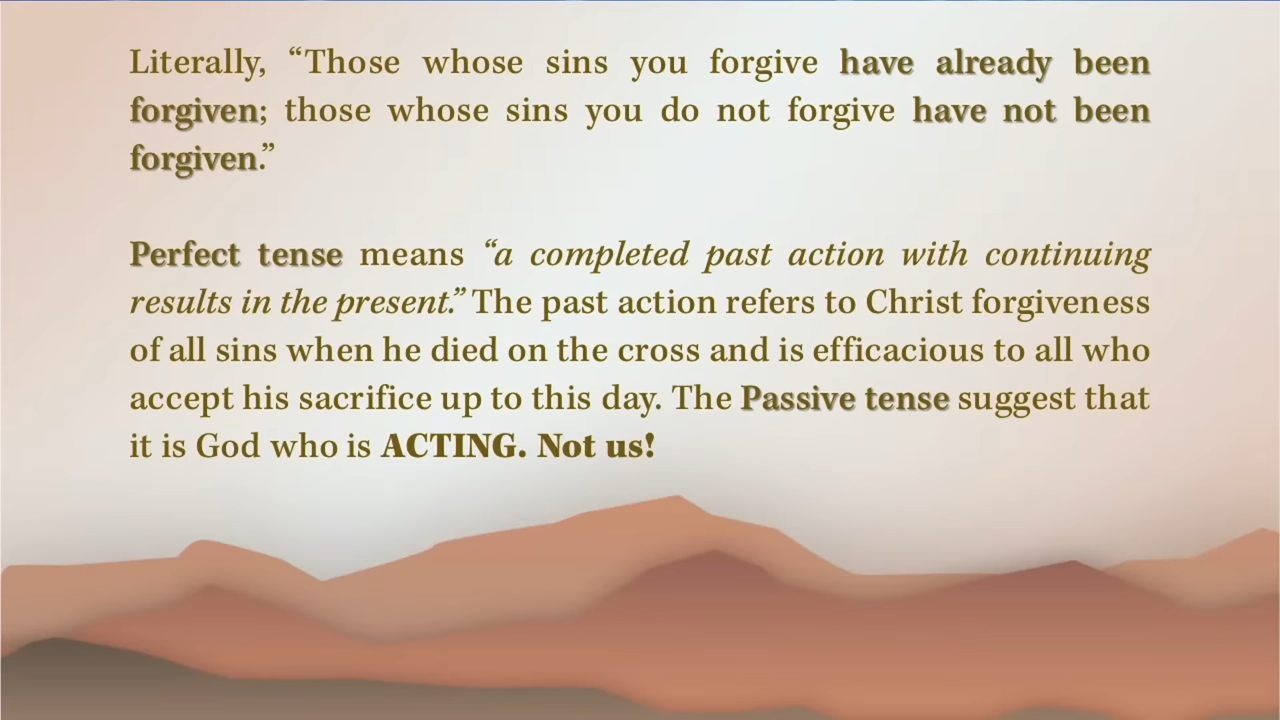 Literally, “Those whose sins you forgive have already been
forgiven; those whose sins you do not forgive have not been
forgiven.”
Perfect tense means “a completed past action with continuing
results in the present.” The past action refers to Christ forgiveness
of all sins when he died on the cross and is efficacious to all who
accept his sacrifice up to this day. The Passive tense suggest that
it is God who is ACTING. Not us!